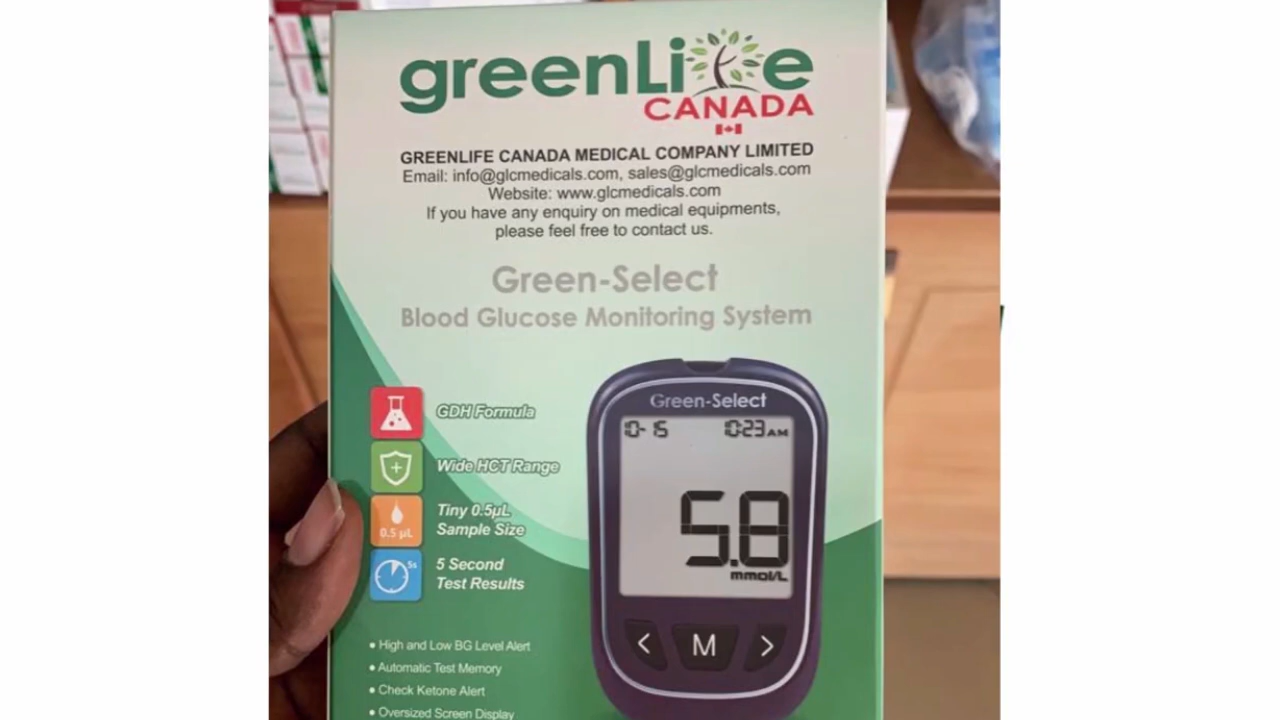 greenLife
CANADA
GREENLIFE CANADA MEDICAL COMPANY LIMITED
Email: info@glcmedicals.com, sales@glcmedicals.com
Website: www.glcmedicals.com
If you have any enquiry on medical equipments,
please feel free to contact us.
Green-Select
Blood Glucose Monitoring System
GDH Formula
Wide HCT Range
Tiny 0.5µL
Sample Size
0.5 µL
5 Second
Test Results
5s
• High and Low BG Level Alert
• Automatic Test Memory
• Check Ketone Alert
• Oversized Screen Display
Green-Select
10-15 10:23AM
5.8
mmol/L
< M >